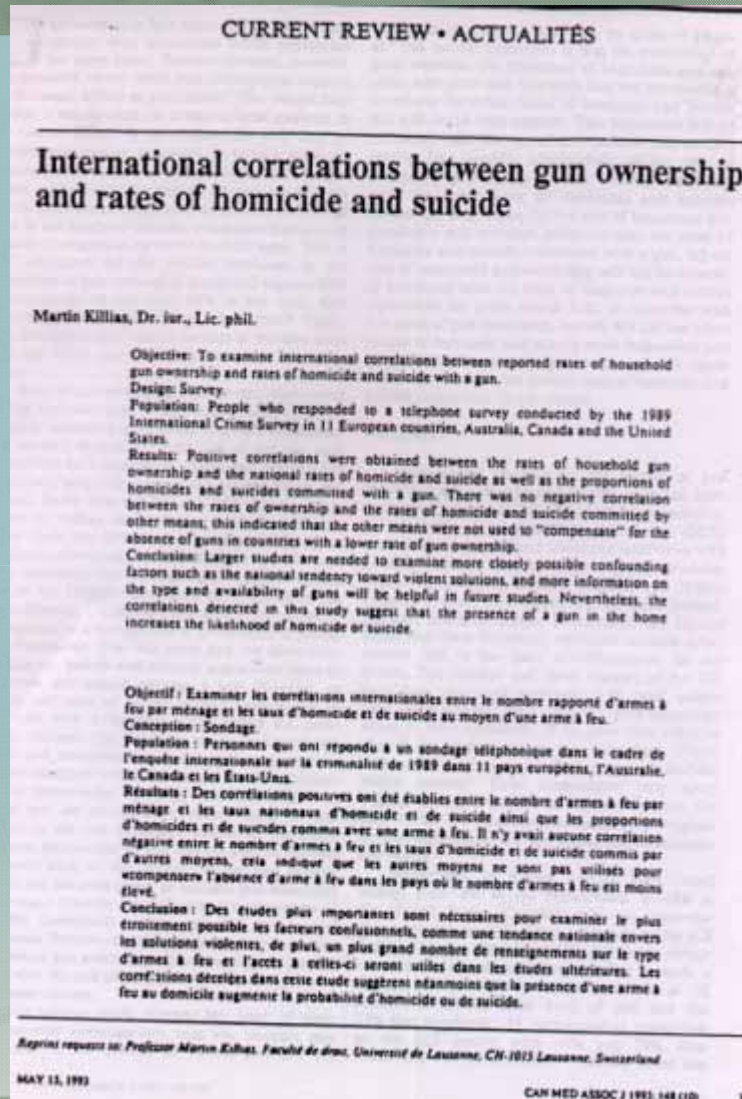 CURRENT REVIEW • ACTUALITÉS
International correlations between gun ownership
and rates of homicide and suicide
Martin Killias, Dr. iur., Lic. phil.
Objective: To examine international correlations between reported rates of household
gun ownership and rates of homicide and suicide with a gun.
Design: Survey.
Population: People who responded to a telephone survey conducted by the 1989
International Crime Survey in 11 European countries, Australia, Canada and the United
States.
Results: Positive correlations were obtained between the rates of household gun
ownership and the national rates of homicide and suicide as well as the proportions of
homicides and suicides committed with a gun. There was no negative correlation
between the rates of ownership and the rates of homicide and suicide committed by
other means; this indicated that the other means were not used to "compensate" for the
absence of guns in countries with a lower rate of gun ownership.
Conclusion: Larger studies are needed to examine more closely possible confounding
factors such as the national tendency toward violent solutions, and more information on
the type and availability of guns will be helpful in future studies. Nevertheless, the
correlations detected in this study suggest that the presence of a gun in the home
increases the likelihood of homicide or suicide.
Objectif : Examiner les corrélations internationales entre le nombre rapporté d'armes à
feu par ménage et les taux d'homicide et de suicide au moyen d'une arme à feu.
Conception : Sondage.
Population : Personnes qui ont répondu à un sondage téléphonique dans le cadre de
l'enquête internationale sur la criminalité de 1989 dans 11 pays européens, l'Australie,
le Canada et les États-Unis.
Résultats : Des corrélations positives ont été établies entre le nombre d'armes à feu par
ménage et les taux nationaux d'homicide et de suicide ainsi que les proportions
d'homicides et de suicides commis avec une arme à feu. Il n'y avait aucune corrélation
négative entre le nombre d'armes à feu et les taux d'homicide et de suicide commis par
d'autres moyens, cela indique que les autres moyens ne sont pas utilisés pour
«compenser» l'absence d'arme à feu dans les pays où le nombre d'armes à feu est moins
élevé.
Conclusion : Des études plus importantes sont nécessaires pour examiner le plus
étroitement possible les facteurs confusionnels, comme une tendance nationale envers
les solutions violentes, de plus, un plus grand nombre de renseignements sur le type
d'armes à feu et l'accès à celles-ci seront utiles dans les études ultérieures. Les
corrélations décelées dans cette étude suggèrent néanmoins que la présence d'une arme à
feu au domicile augmente la probabilité d'homicide ou de suicide.
Reprint requests to: Professor Martin Killias, Faculté de droit, Université de Lausanne, CH-1015 Lausanne, Switzerland
MAY 15, 1993
CAN MED ASSOC J 1993; 148 (10)